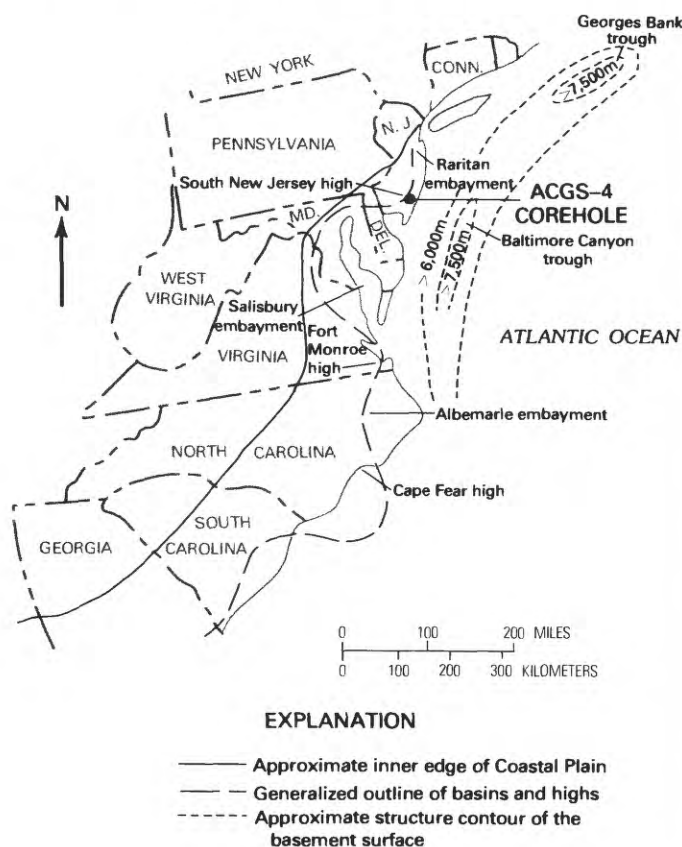 Georges Bank
trough
>7,500m
NEW YORK
CONN.
N.J.
PENNSYLVANIA
Raritan
embayment
South New Jersey high
ACGS–4
COREHOLE
MD.
DEL.
>6,000m
>7,500m
Baltimore Canyon
trough
N
WEST
VIRGINIA
Salisbury
embayment
Fort
Monroe
high
VIRGINIA
ATLANTIC OCEAN
Albemarle embayment
NORTH CAROLINA
Cape Fear high
SOUTH
CAROLINA
GEORGIA
0 100 200 MILES
0 100 200 300 KILOMETERS
EXPLANATION
Approximate inner edge of Coastal Plain
Generalized outline of basins and highs
Approximate structure contour of the
basement surface